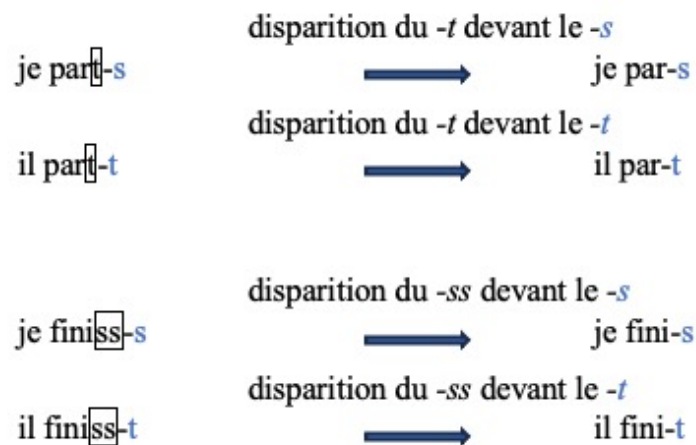 disparition du -t devant le -s
je part-s je par-s
disparition du -t devant le -t
il part-t il par-t
disparition du -ss devant le -s
je finiss-s je fini-s
disparition du -ss devant le -t
il finiss-t il fini-t